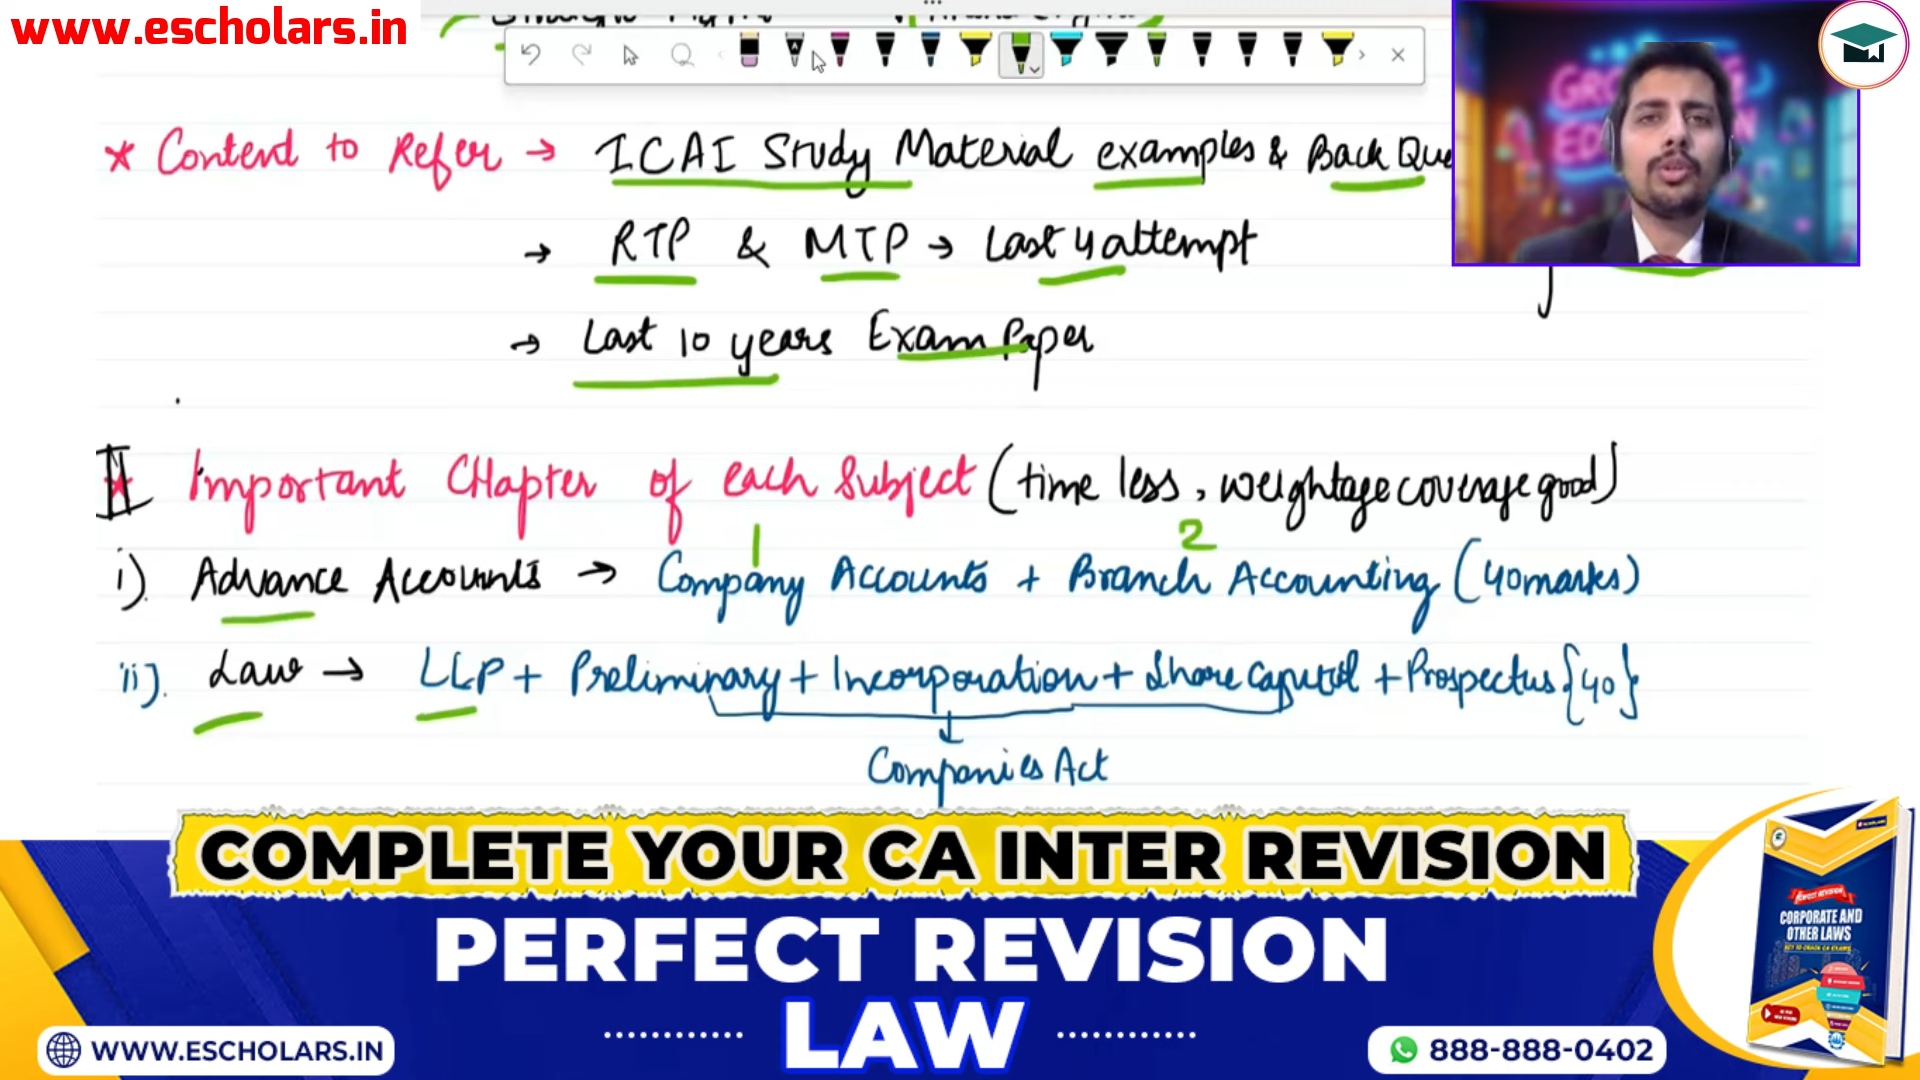 www.escholars.in
★ Content to Refer → ICAI Study Material examples & Back Que
→ RTP & MTP → Last 4 attempt
→ Last 10 years Exam Paper
II Important CHapter of each Subject (time less, weightage coverage good)
1 2
i). Advance Accounts → Company Accounts + Branch Accounting (40 marks)
ii). Law → LLP + Preliminary + Incorporation + Share capital + Prospectus {40}
Companies Act
COMPLETE YOUR CA INTER REVISION
PERFECT REVISION
LAW
WWW.ESCHOLARS.IN
888-888-0402
PERFECT REVISION
CORPORATE AND
OTHER LAWS